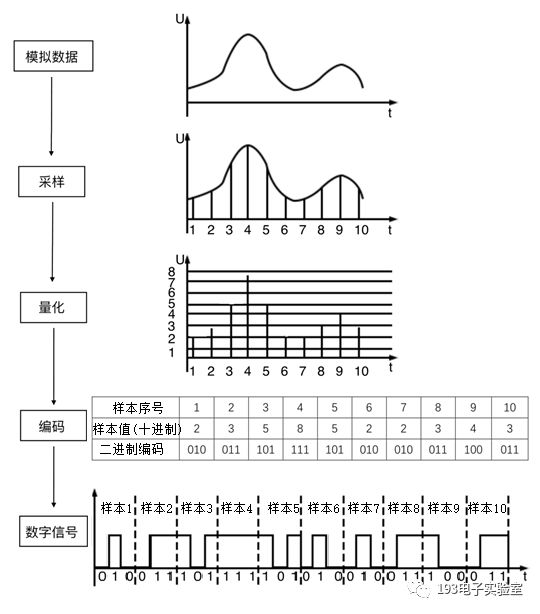 模拟数据
U
t
采样
U
1 2 3 4 5 6 7 8 9 10 t
量化
U
8
7
6
5
4
3
2
1
1 2 3 4 5 6 7 8 9 10 t
编码
样本序号 1 2 3 4 5 6 7 8 9 10
样本值(十进制) 2 3 5 8 5 2 2 3 4 3
二进制编码 010 011 101 111 101 010 010 011 100 011
数字信号
样本1 样本2 样本3 样本4 样本5 样本6 样本7 样本8 样本9 样本10
0 1 0 0 1 1 1 0 1 1 1 1 1 0 1 0 1 0 0 1 0 0 1 1 1 0 0 0 1 1 t
193电子实验室